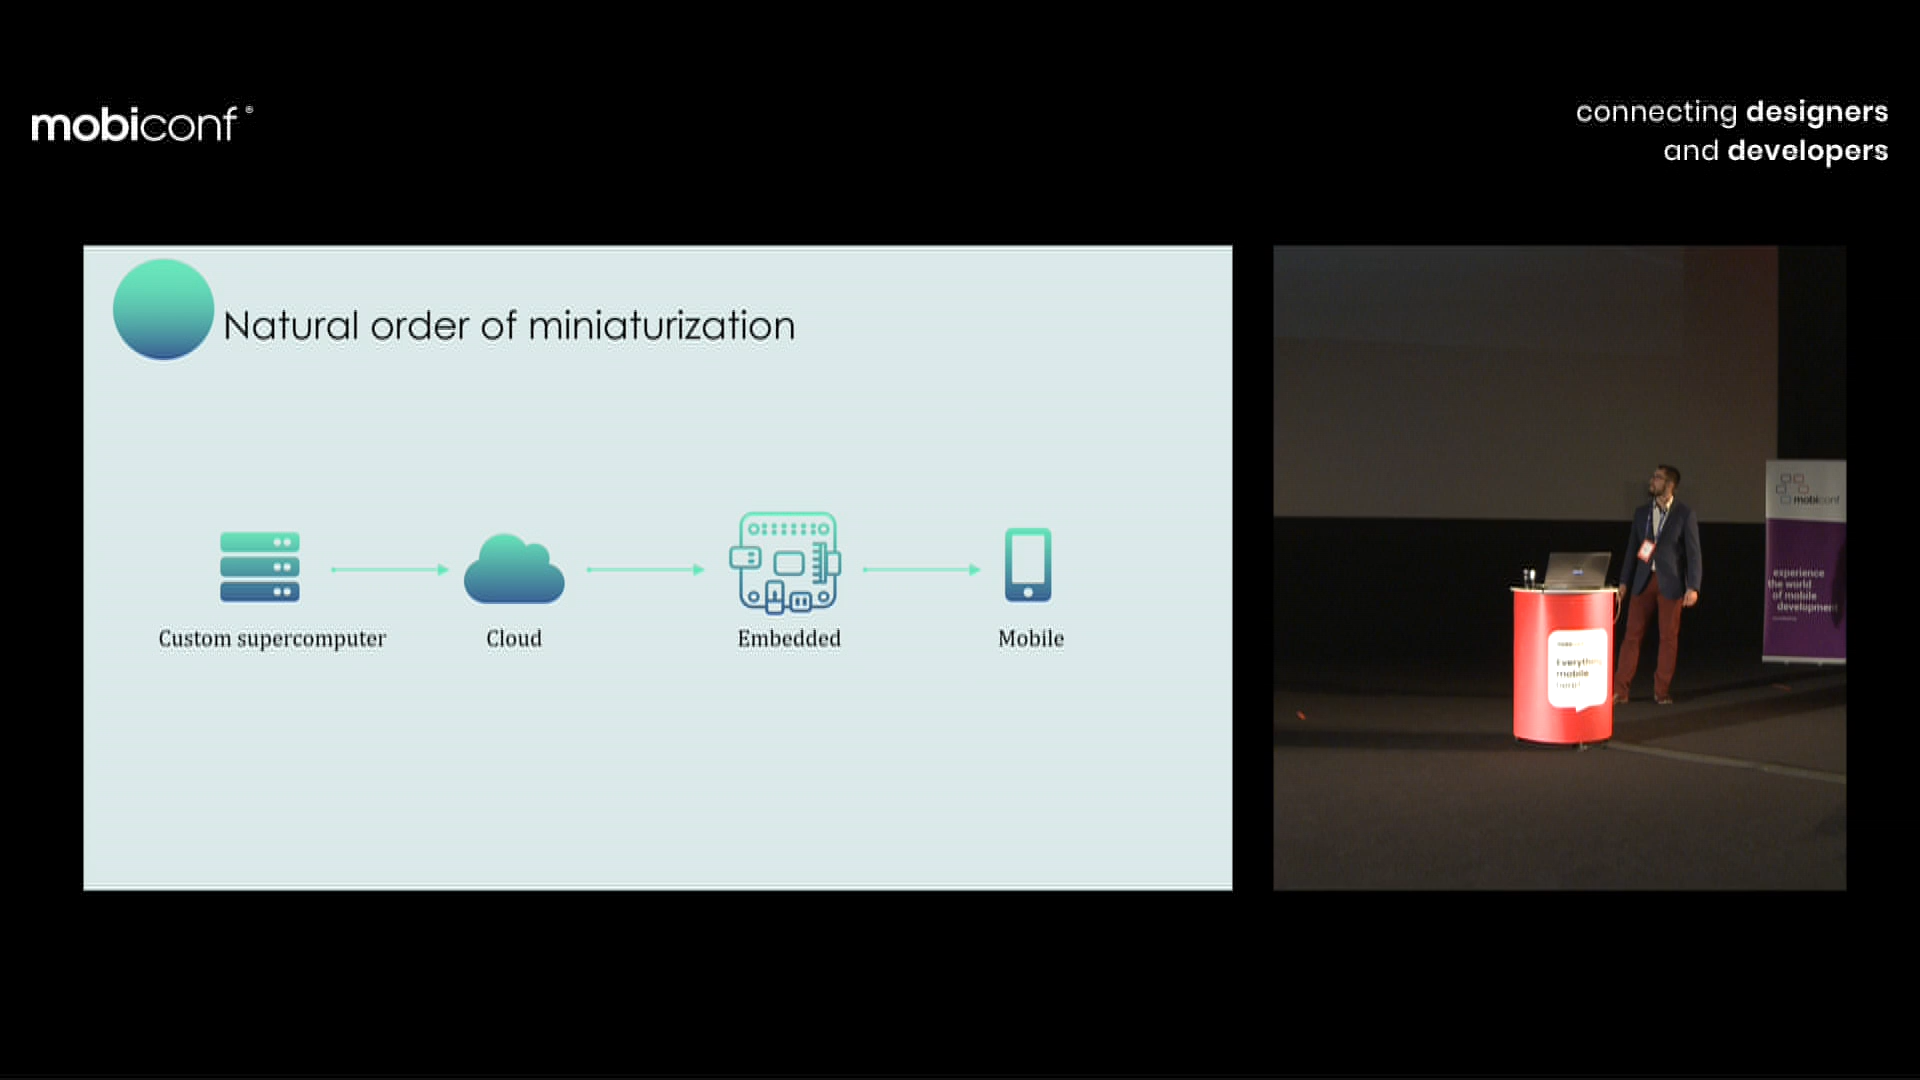 mobiconf®
connecting designers
and developers
Natural order of miniaturization
Custom supercomputer
Cloud
Embedded
Mobile
mobiconf
experience
the world
of mobile
development
mobile